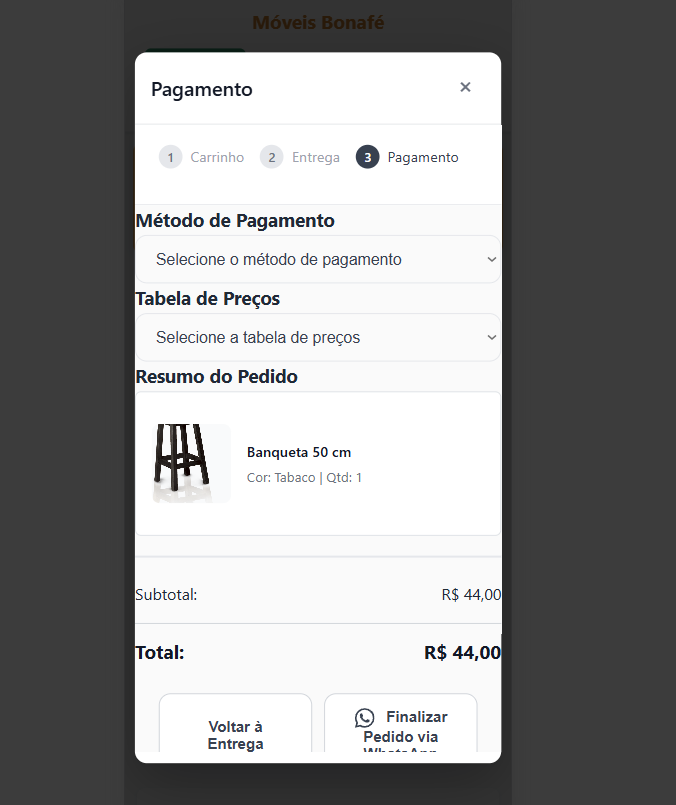 Móveis Bonafé
Pagamento
×
1 Carrinho 2 Entrega 3 Pagamento
Método de Pagamento
Selecione o método de pagamento
Tabela de Preços
Selecione a tabela de preços
Resumo do Pedido
Banqueta 50 cm
Cor: Tabaco | Qtd: 1
Subtotal: R$ 44,00
Total: R$ 44,00
Voltar à
Entrega
Finalizar
Pedido via
WhatsApp